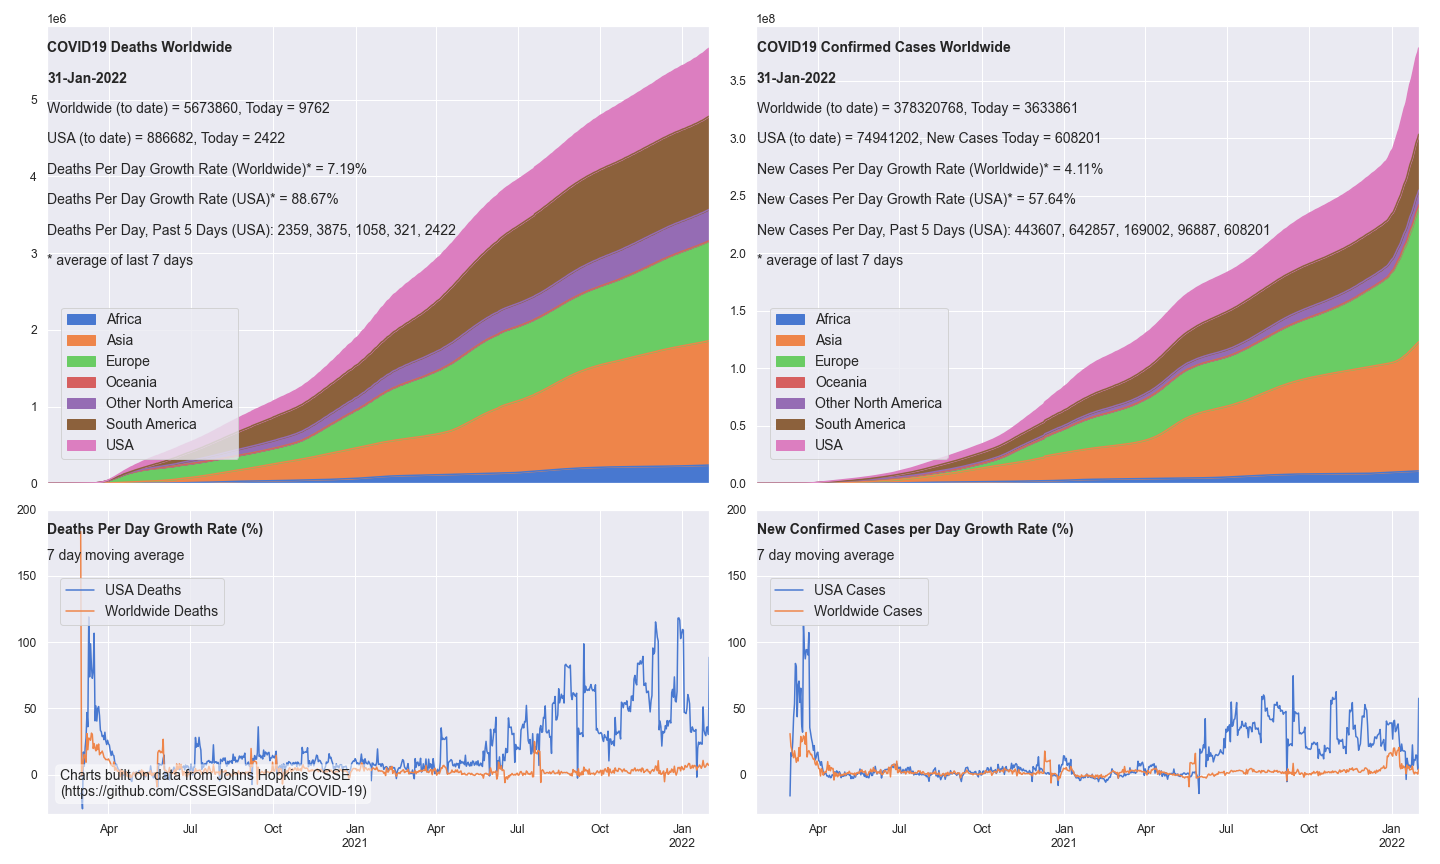 1e6
COVID19 Deaths Worldwide
31-Jan-2022
Worldwide (to date) = 5673860, Today = 9762
USA (to date) = 886682, Today = 2422
Deaths Per Day Growth Rate (Worldwide)* = 7.19%
Deaths Per Day Growth Rate (USA)* = 88.67%
Deaths Per Day, Past 5 Days (USA): 2359, 3875, 1058, 321, 2422
* average of last 7 days
5
4
3
2
1
0
Africa
Asia
Europe
Oceania
Other North America
South America
USA
1e8
COVID19 Confirmed Cases Worldwide
31-Jan-2022
Worldwide (to date) = 378320768, Today = 3633861
USA (to date) = 74941202, New Cases Today = 608201
New Cases Per Day Growth Rate (Worldwide)* = 4.11%
New Cases Per Day Growth Rate (USA)* = 57.64%
New Cases Per Day, Past 5 Days (USA): 443607, 642857, 169002, 96887, 608201
* average of last 7 days
3.5
3.0
2.5
2.0
1.5
1.0
0.5
0.0
Africa
Asia
Europe
Oceania
Other North America
South America
USA
Deaths Per Day Growth Rate (%)
7 day moving average
USA Deaths
Worldwide Deaths
200
150
100
50
0
Charts built on data from Johns Hopkins CSSE
(https://github.com/CSSEGISandData/COVID-19)
Apr Jul Oct Jan Apr Jul Oct Jan
2021 2022
New Confirmed Cases per Day Growth Rate (%)
7 day moving average
USA Cases
Worldwide Cases
200
150
100
50
0
Apr Jul Oct Jan Apr Jul Oct Jan
2021 2022